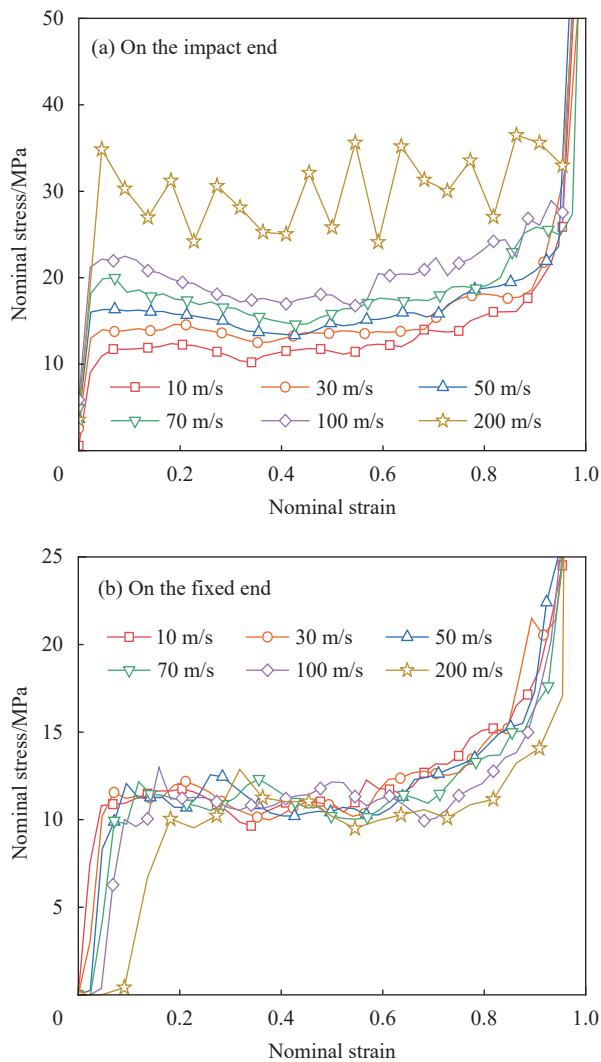 50
(a) On the impact end
40
30
20
10
10 m/s 30 m/s 50 m/s
70 m/s 100 m/s 200 m/s
0 0.2 0.4 0.6 0.8 1.0
Nominal strain
Nominal stress/MPa
25
(b) On the fixed end
10 m/s 30 m/s 50 m/s
70 m/s 100 m/s 200 m/s
20
15
10
5
0 0.2 0.4 0.6 0.8 1.0
Nominal strain
Nominal stress/MPa